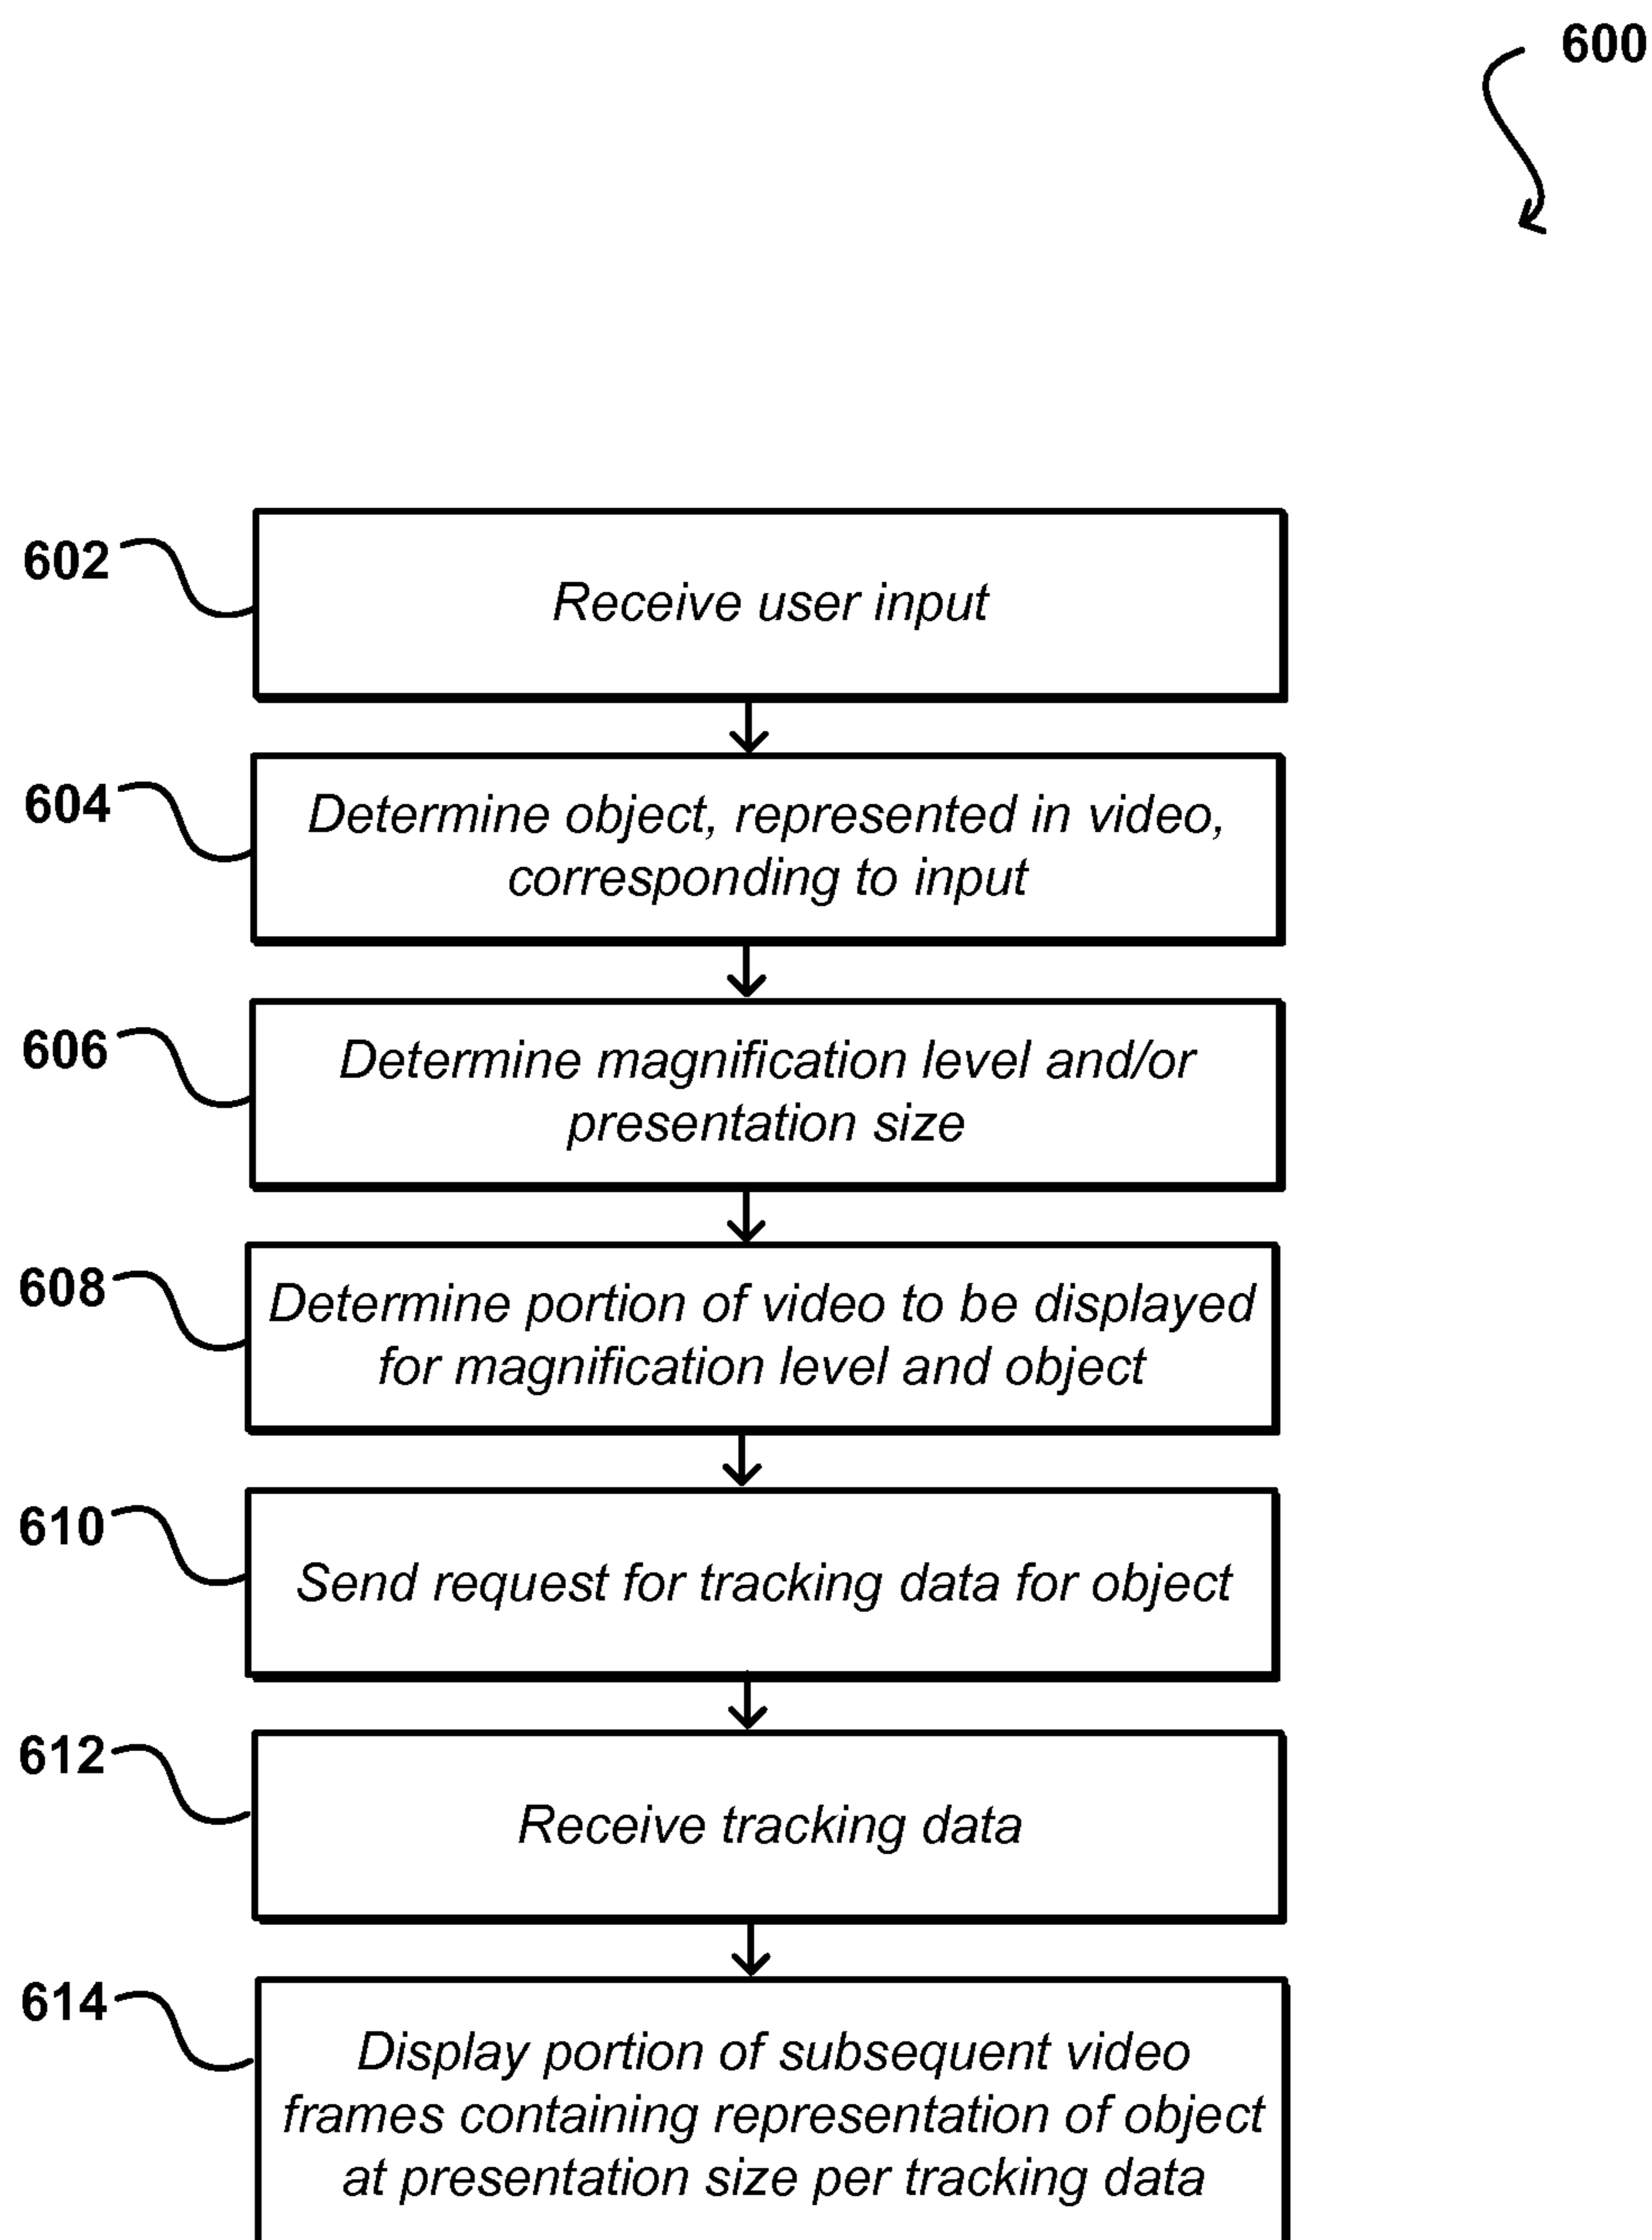 600
602
Receive user input
604
Determine object, represented in video,
corresponding to input
606
Determine magnification level and/or
presentation size
608
Determine portion of video to be displayed
for magnification level and object
610
Send request for tracking data for object
612
Receive tracking data
614
Display portion of subsequent video
frames containing representation of object
at presentation size per tracking data